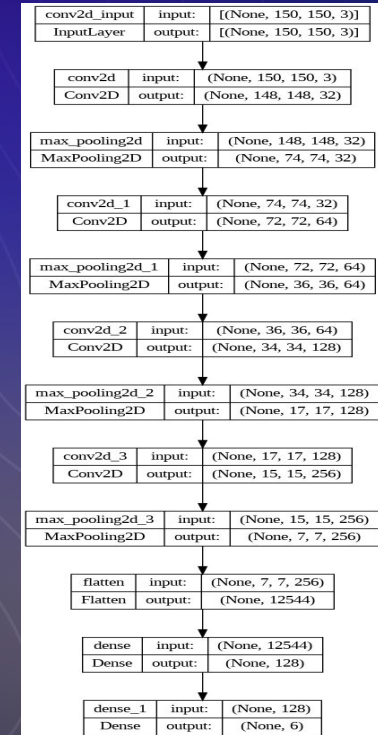 conv2d_input input: [(None, 150, 150, 3)]
InputLayer output: [(None, 150, 150, 3)]
conv2d input: (None, 150, 150, 3)
Conv2D output: (None, 148, 148, 32)
max_pooling2d input: (None, 148, 148, 32)
MaxPooling2D output: (None, 74, 74, 32)
conv2d_1 input: (None, 74, 74, 32)
Conv2D output: (None, 72, 72, 64)
max_pooling2d_1 input: (None, 72, 72, 64)
MaxPooling2D output: (None, 36, 36, 64)
conv2d_2 input: (None, 36, 36, 64)
Conv2D output: (None, 34, 34, 128)
max_pooling2d_2 input: (None, 34, 34, 128)
MaxPooling2D output: (None, 17, 17, 128)
conv2d_3 input: (None, 17, 17, 128)
Conv2D output: (None, 15, 15, 256)
max_pooling2d_3 input: (None, 15, 15, 256)
MaxPooling2D output: (None, 7, 7, 256)
flatten input: (None, 7, 7, 256)
Flatten output: (None, 12544)
dense input: (None, 12544)
Dense output: (None, 128)
dense_1 input: (None, 128)
Dense output: (None, 6)